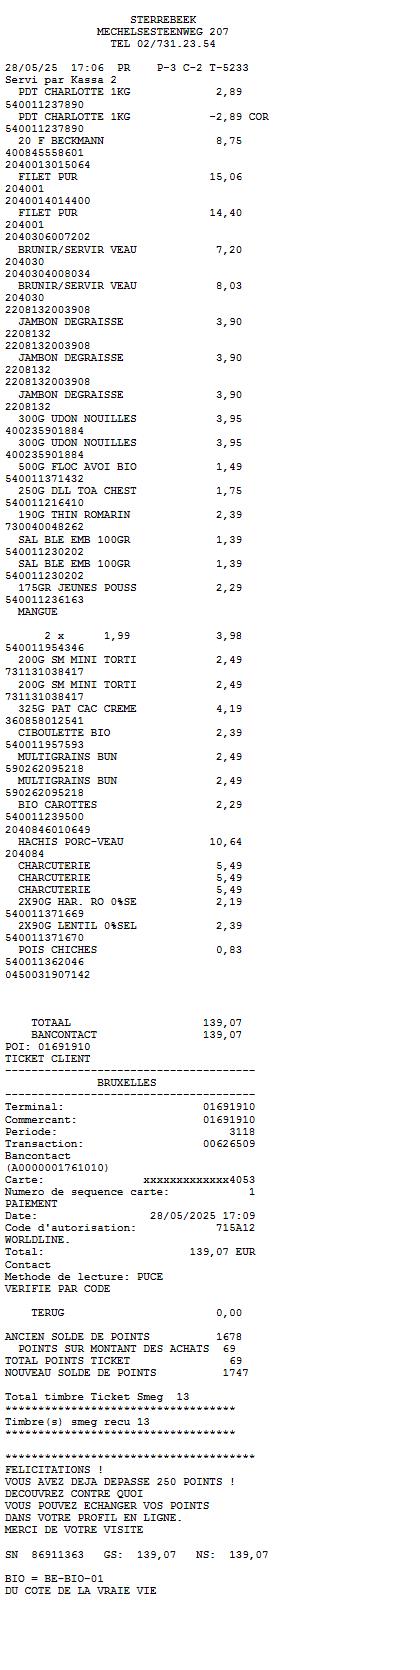 STERREBEEK
MECHELSESTEENWEG 207
TEL 02/731.23.54
28/05/25 17:06 PR P-3 C-2 T-5233
Servi par Kassa 2
PDT CHARLOTTE 1KG 2,89
540011237890
PDT CHARLOTTE 1KG -2,89 COR
540011237890
20 F BECKMANN 8,75
400845558601
2040013015064
FILET PUR 15,06
204001
2040014014400
FILET PUR 14,40
204001
2040306007202
BRUNIR/SERVIR VEAU 7,20
204030
2040304008034
BRUNIR/SERVIR VEAU 8,03
204030
2208132003908
JAMBON DEGRAISSE 3,90
2208132
2208132003908
JAMBON DEGRAISSE 3,90
2208132
2208132003908
JAMBON DEGRAISSE 3,90
2208132
300G UDON NOUILLES 3,95
400235901884
300G UDON NOUILLES 3,95
400235901884
500G FLOC AVOI BIO 1,49
540011371432
250G DLL TOA CHEST 1,75
540011216410
190G THIN ROMARIN 2,39
730040048262
SAL BLE EMB 100GR 1,39
540011230202
SAL BLE EMB 100GR 1,39
540011230202
175GR JEUNES POUSS 2,29
540011236163
MANGUE
2 x 1,99 3,98
540011954346
200G SM MINI TORTI 2,49
731131038417
200G SM MINI TORTI 2,49
731131038417
325G PAT CAC CREME 4,19
360858012541
CIBOULETTE BIO 2,39
540011957593
MULTIGRAINS BUN 2,49
590262095218
MULTIGRAINS BUN 2,49
590262095218
BIO CAROTTES 2,29
540011239500
2040846010649
HACHIS PORC-VEAU 10,64
204084
CHARCUTERIE 5,49
CHARCUTERIE 5,49
CHARCUTERIE 5,49
2X90G HAR. RO 0%SE 2,19
540011371669
2X90G LENTIL 0%SEL 2,39
540011371670
POIS CHICHES 0,83
540011362046
0450031907142
TOTAAL 139,07
BANCONTACT 139,07
POI: 01691910
TICKET CLIENT
--------------------------------------
BRUXELLES
--------------------------------------
Terminal: 01691910
Commercant: 01691910
Periode: 3118
Transaction: 00626509
Bancontact
(A0000001761010)
Carte: xxxxxxxxxxxxx4053
Numero de sequence carte: 1
PAIEMENT
Date: 28/05/2025 17:09
Code d'autorisation: 715A12
WORLDLINE.
Total: 139,07 EUR
Contact
Methode de lecture: PUCE
VERIFIE PAR CODE
TERUG 0,00
ANCIEN SOLDE DE POINTS 1678
POINTS SUR MONTANT DES ACHATS 69
TOTAL POINTS TICKET 69
NOUVEAU SOLDE DE POINTS 1747
Total timbre Ticket Smeg 13
***********************************
Timbre(s) smeg recu 13
***********************************
**************************************
FELICITATIONS !
VOUS AVEZ DEJA DEPASSE 250 POINTS !
DECOUVREZ CONTRE QUOI
VOUS POUVEZ ECHANGER VOS POINTS
DANS VOTRE PROFIL EN LIGNE.
MERCI DE VOTRE VISITE
SN 86911363 GS: 139,07 NS: 139,07
BIO = BE-BIO-01
DU COTE DE LA VRAIE VIE